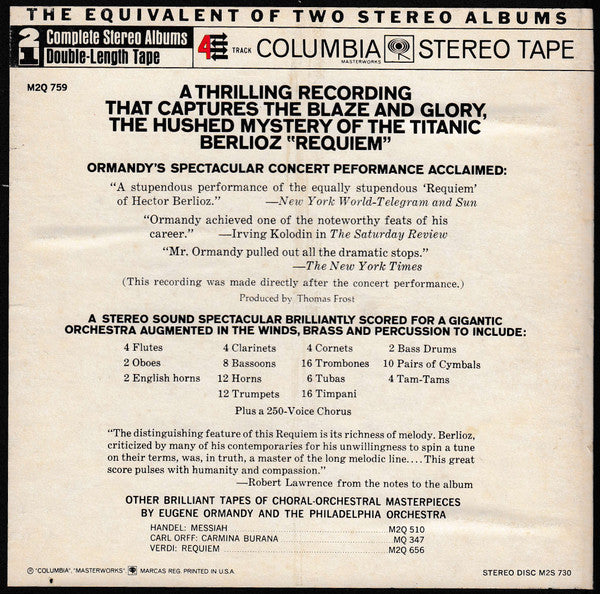 THE EQUIVALENT OF TWO STEREO ALBUMS
2 Complete Stereo Albums
1 Double-Length Tape
4 TRACK COLUMBIA STEREO TAPE
MASTERWORKS
M2Q 759
A THRILLING RECORDING
THAT CAPTURES THE BLAZE AND GLORY,
THE HUSHED MYSTERY OF THE TITANIC
BERLIOZ "REQUIEM"
ORMANDY'S SPECTACULAR CONCERT PEFORMANCE ACCLAIMED:
"A stupendous performance of the equally stupendous 'Requiem'
of Hector Berlioz." —New York World-Telegram and Sun
"Ormandy achieved one of the noteworthy feats of his
career." —Irving Kolodin in The Saturday Review
"Mr. Ormandy pulled out all the dramatic stops."
—The New York Times
(This recording was made directly after the concert performance.)
Produced by Thomas Frost
A STEREO SOUND SPECTACULAR BRILLIANTLY SCORED FOR A GIGANTIC
ORCHESTRA AUGMENTED IN THE WINDS, BRASS AND PERCUSSION TO INCLUDE:
4 Flutes 4 Clarinets 4 Cornets 2 Bass Drums
2 Oboes 8 Bassoons 16 Trombones 10 Pairs of Cymbals
2 English horns 12 Horns 6 Tubas 4 Tam-Tams
12 Trumpets 16 Timpani
Plus a 250-Voice Chorus
"The distinguishing feature of this Requiem is its richness of melody. Berlioz,
criticized by many of his contemporaries for his unwillingness to spin a tune
on their terms, was, in truth, a master of the long melodic line.... This great
score pulses with humanity and compassion."
—Robert Lawrence from the notes to the album
OTHER BRILLIANT TAPES OF CHORAL-ORCHESTRAL MASTERPIECES
BY EUGENE ORMANDY AND THE PHILADELPHIA ORCHESTRA
HANDEL: MESSIAH M2Q 510
CARL ORFF: CARMINA BURANA MQ 347
VERDI: REQUIEM M2Q 656
℗ "COLUMBIA", "MASTERWORKS" MARCAS REG. PRINTED IN U.S.A. STEREO DISC M2S 730